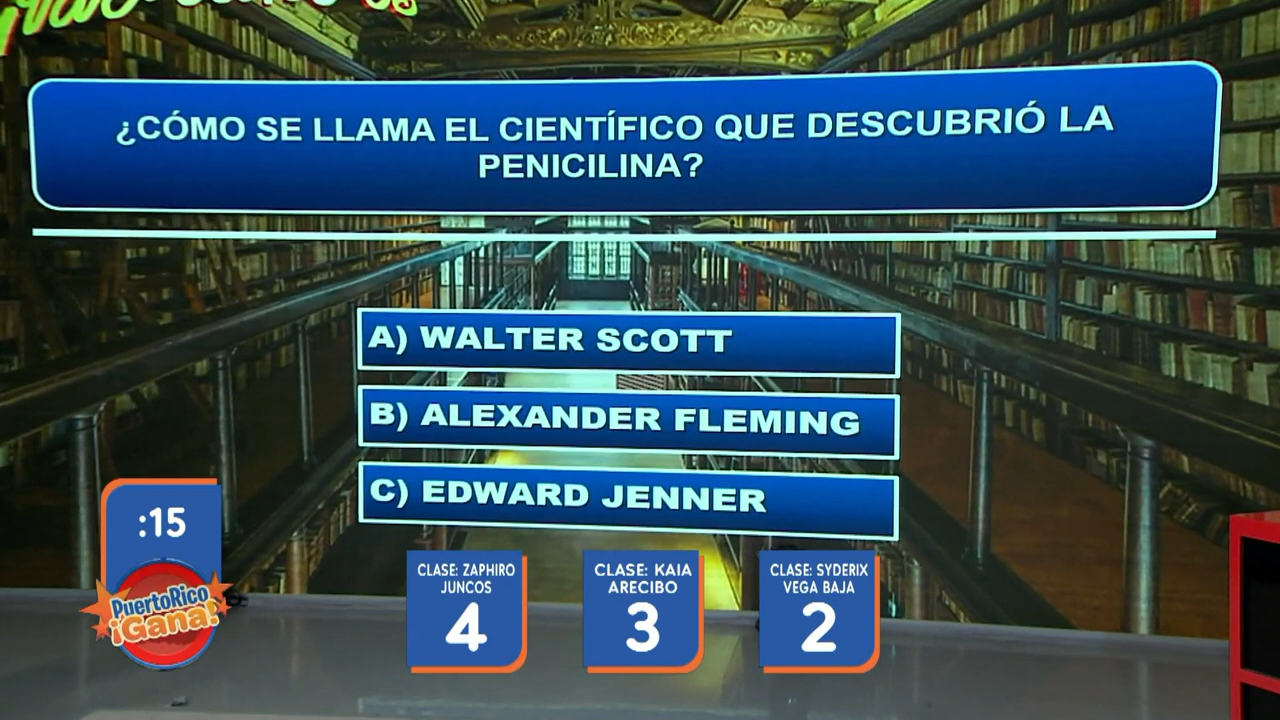 ¿CÓMO SE LLAMA EL CIENTÍFICO QUE DESCUBRIÓ LA
PENICILINA?
A) WALTER SCOTT
B) ALEXANDER FLEMING
C) EDWARD JENNER
:15
PuertoRico
¡Gana!
CLASE: ZAPHIRO
JUNCOS
4
CLASE: KAIA
ARECIBO
3
CLASE: SYDERIX
VEGA BAJA
2